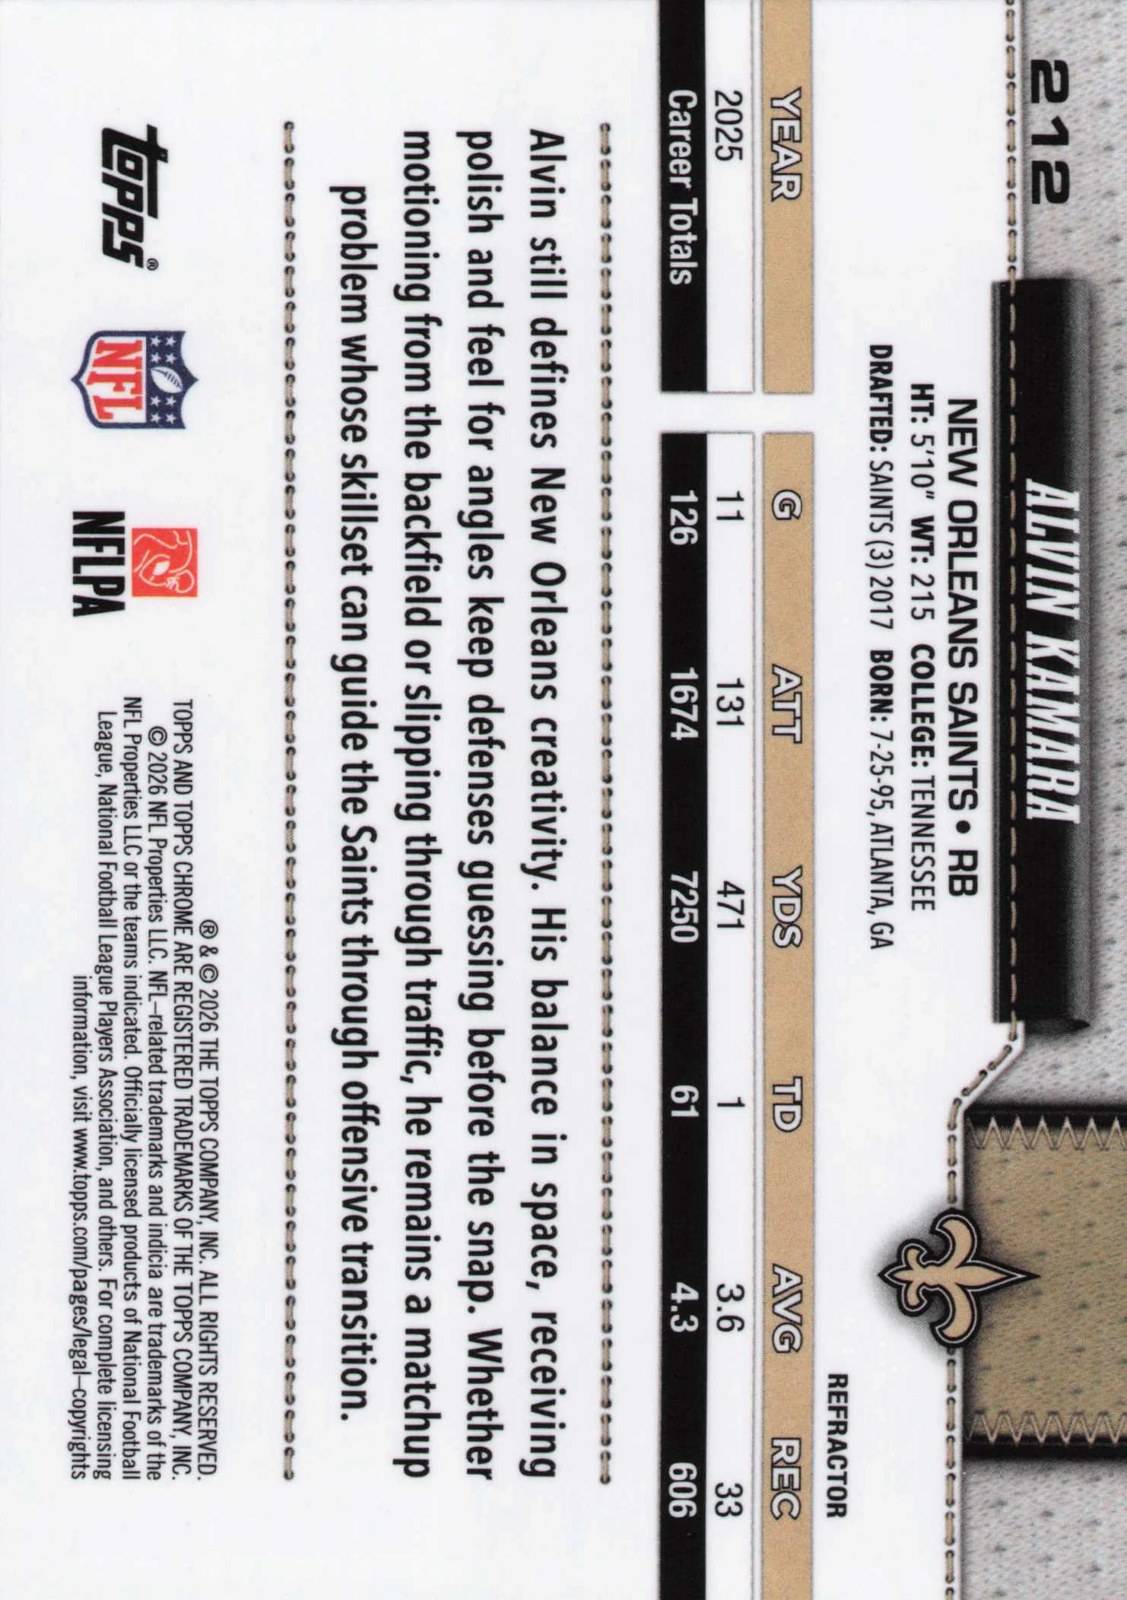 212
ALVIN KAMARA
NEW ORLEANS SAINTS • RB
HT: 5'10" WT: 215 COLLEGE: TENNESSEE
DRAFTED: SAINTS (3) 2017 BORN: 7-25-95, ATLANTA, GA
REFRACTOR
YEAR G ATT YDS TD AVG REC
2025 11 131 471 1 3.6 33
Career Totals 126 1674 7250 61 4.3 606
Alvin still defines New Orleans creativity. His balance in space, receiving
polish and feel for angles keep defenses guessing before the snap. Whether
motioning from the backfield or slipping through traffic, he remains a matchup
problem whose skillset can guide the Saints through offensive transition.
topps®
NFL
NFLPA
® & © 2026 THE TOPPS COMPANY, INC. ALL RIGHTS RESERVED.
TOPPS AND TOPPS CHROME ARE REGISTERED TRADEMARKS OF THE TOPPS COMPANY, INC.
© 2026 NFL Properties LLC. NFL-related trademarks and indicia are trademarks of the
NFL Properties LLC or the teams indicated. Officially licensed products of National Football
League, National Football League Players Association, and others. For complete licensing
information, visit www.topps.com/pages/legal-copyrights